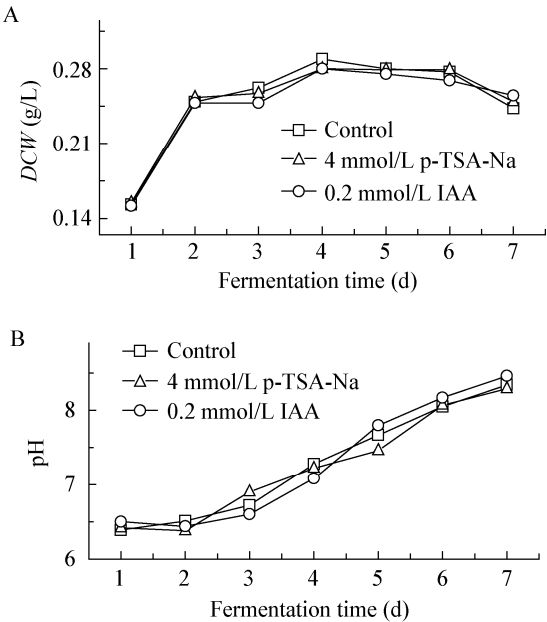 A
DCW (g/L)
0.28
0.21
0.14
Control
4 mmol/L p-TSA-Na
0.2 mmol/L IAA
1 2 3 4 5 6 7
Fermentation time (d)
B
pH
8
7
6
Control
4 mmol/L p-TSA-Na
0.2 mmol/L IAA
1 2 3 4 5 6 7
Fermentation time (d)